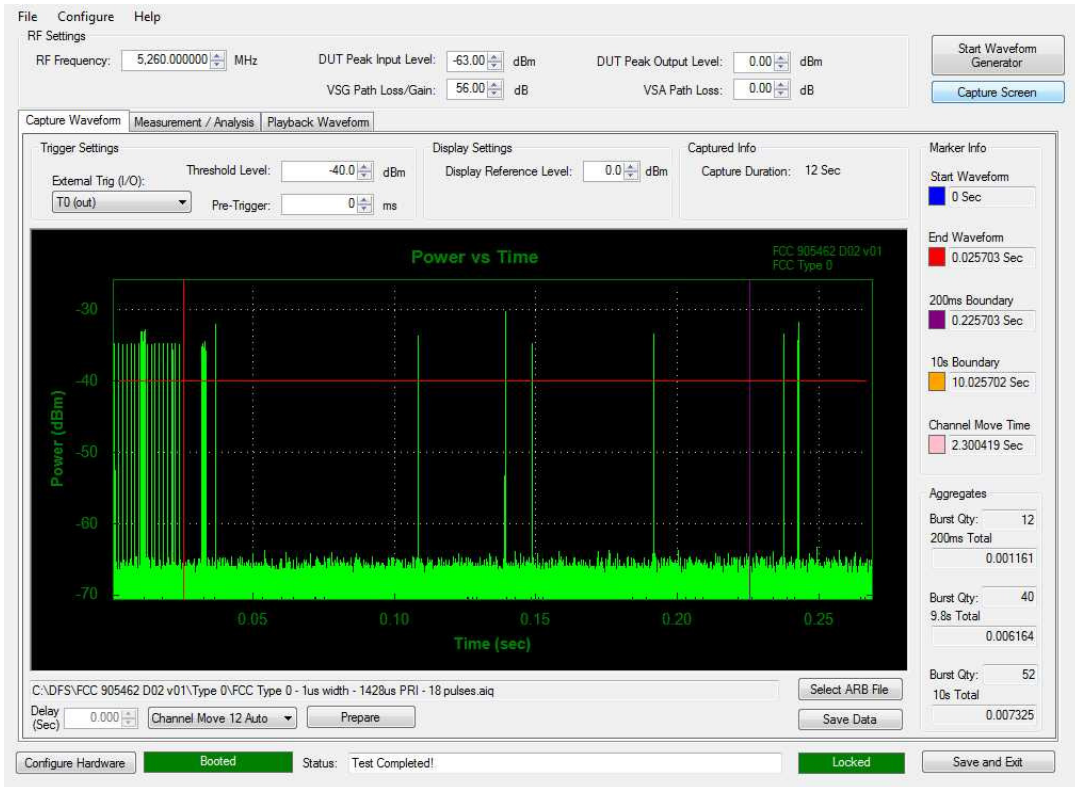 File Configure Help
RF Settings
RF Frequency: 5,260.000000 MHz DUT Peak Input Level: -63.00 dBm DUT Peak Output Level: 0.00 dBm
VSG Path Loss/Gain: 56.00 dB VSA Path Loss: 0.00 dB
Start Waveform
Generator
Capture Screen
Capture Waveform Measurement / Analysis Playback Waveform
Trigger Settings
External Trig (I/O):
T0 (out)
Threshold Level: -40.0 dBm
Pre-Trigger: 0 ms
Display Settings
Display Reference Level: 0.0 dBm
Captured Info
Capture Duration: 12 Sec
Power vs Time
FCC 905462 D02 v01
FCC Type 0
Power (dBm)
-30
-40
-50
-60
-70
0.05 0.10 0.15 0.20 0.25
Time (sec)
Marker Info
Start Waveform
0 Sec
End Waveform
0.025703 Sec
200ms Boundary
0.225703 Sec
10s Boundary
10.025702 Sec
Channel Move Time
2.300419 Sec
Aggregates
Burst Qty: 12
200ms Total
0.001161
Burst Qty: 40
9.8s Total
0.006164
Burst Qty: 52
10s Total
0.007325
C:\DFS\FCC 905462 D02 v01\Type 0\FCC Type 0 - 1us width - 1428us PRI - 18 pulses.aiq
Select ARB File
Delay
(Sec) 0.000 Channel Move 12 Auto Prepare
Save Data
Configure Hardware Booted Status: Test Completed! Locked Save and Exit